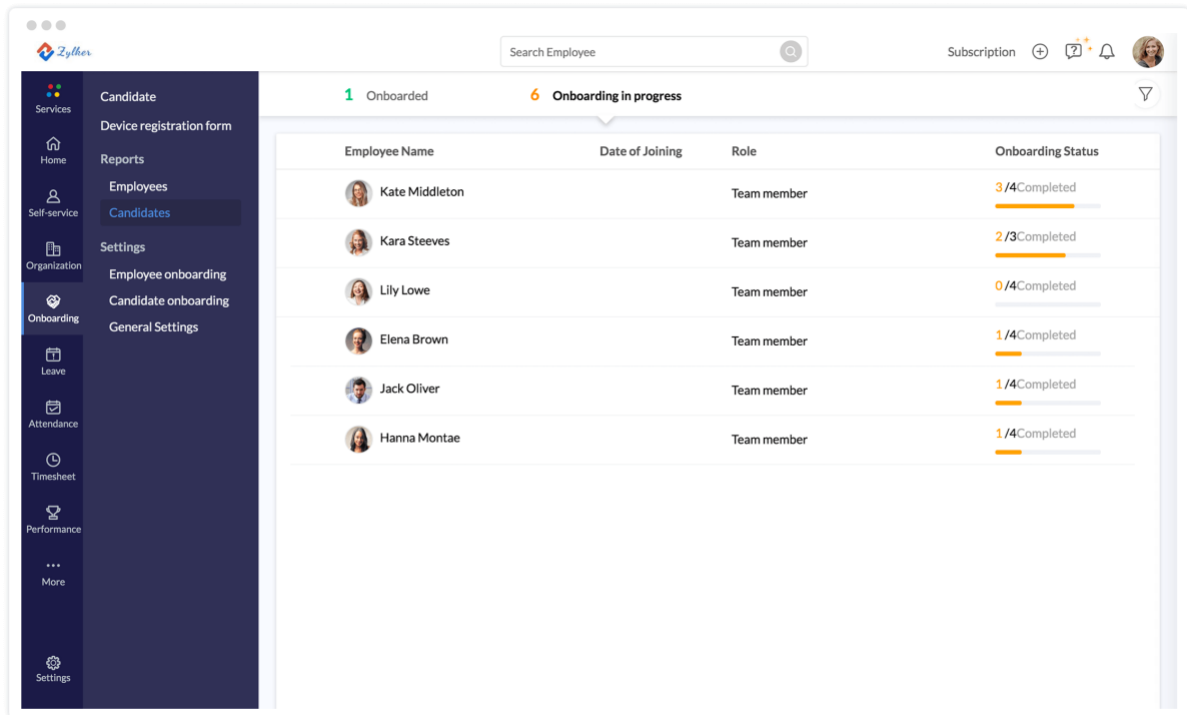 Zylker
Search Employee
Subscription
Services
Home
Self-service
Organization
Onboarding
Leave
Attendance
Timesheet
Performance
More
Settings
Candidate
Device registration form
Reports
Employees
Candidates
Settings
Employee onboarding
Candidate onboarding
General Settings
1 Onboarded 6 Onboarding in progress
Employee Name Date of Joining Role Onboarding Status
Kate Middleton Team member 3/4Completed
Kara Steeves Team member 2/3Completed
Lily Lowe Team member 0/4Completed
Elena Brown Team member 1/4Completed
Jack Oliver Team member 1/4Completed
Hanna Montae Team member 1/4Completed